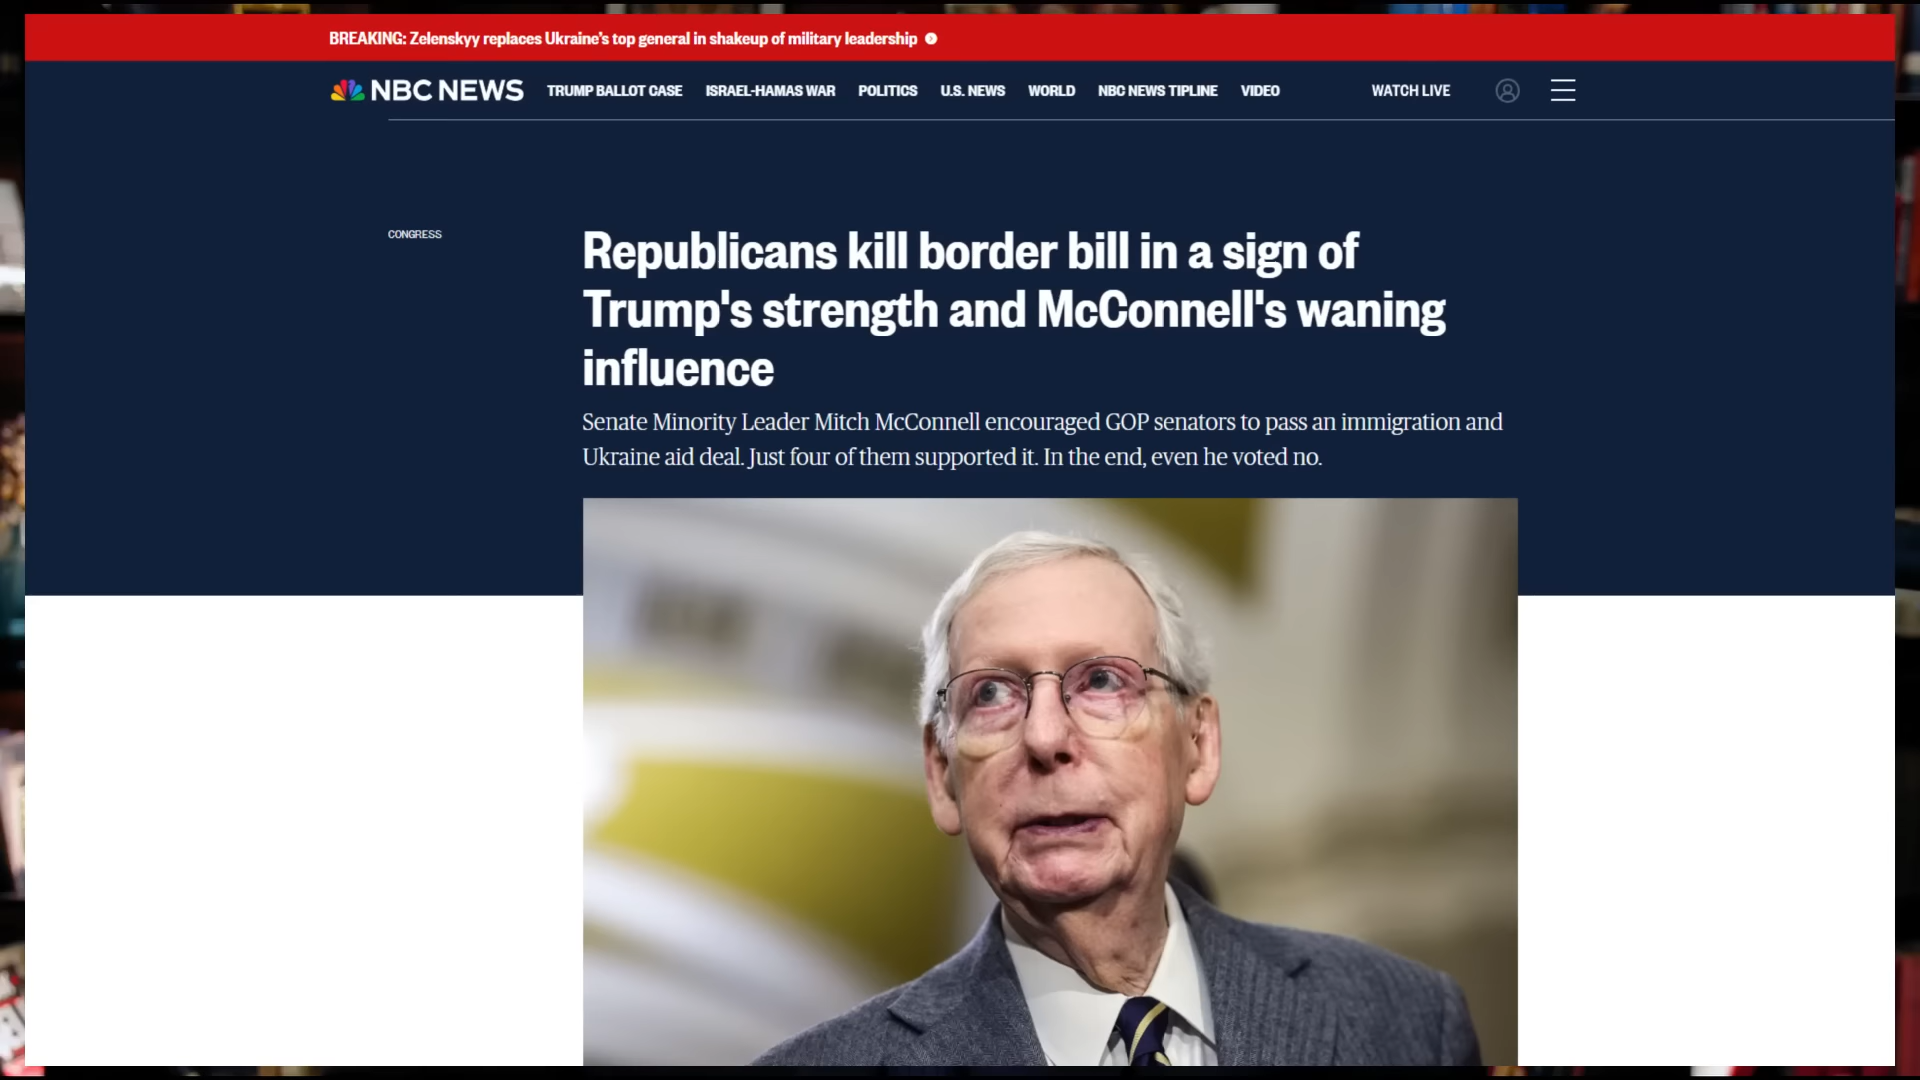 BREAKING: Zelenskyy replaces Ukraine's top general in shakeup of military leadership
NBC NEWS TRUMP BALLOT CASE ISRAEL-HAMAS WAR POLITICS U.S. NEWS WORLD NBC NEWS TIPLINE VIDEO WATCH LIVE
CONGRESS
Republicans kill border bill in a sign of
Trump's strength and McConnell's waning
influence
Senate Minority Leader Mitch McConnell encouraged GOP senators to pass an immigration and
Ukraine aid deal. Just four of them supported it. In the end, even he voted no.